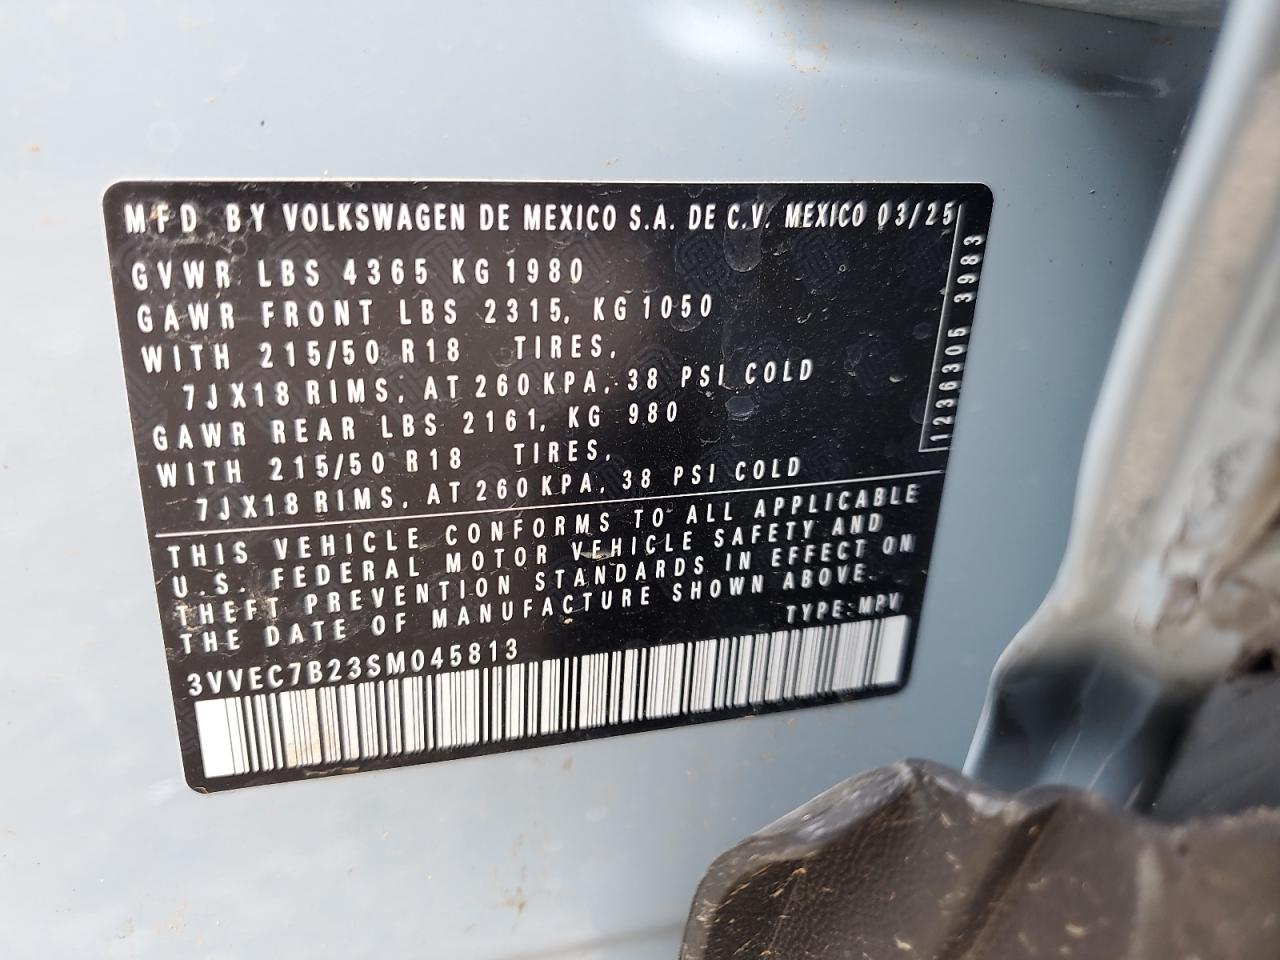 MFD BY VOLKSWAGEN DE MEXICO S.A. DE C.V. MEXICO 03/25
GVWR LBS 4365 KG 1980
GAWR FRONT LBS 2315, KG 1050
WITH 215/50 R18 TIRES,
7JX18 RIMS, AT 260 KPA, 38 PSI COLD
GAWR REAR LBS 2161, KG 980
WITH 215/50 R18 TIRES,
7JX18 RIMS, AT 260 KPA, 38 PSI COLD
1236305 3983
THIS VEHICLE CONFORMS TO ALL APPLICABLE
U.S. FEDERAL MOTOR VEHICLE SAFETY AND
THEFT PREVENTION STANDARDS IN EFFECT ON
THE DATE OF MANUFACTURE SHOWN ABOVE.
TYPE: MPV
3VVEC7B23SM045813